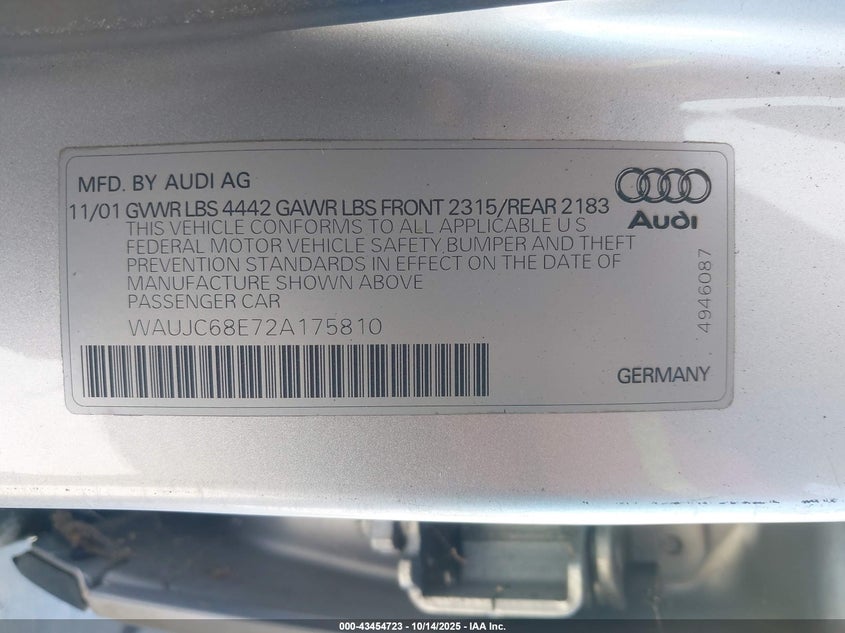 MFD. BY AUDI AG
11/01 GVWR LBS 4442 GAWR LBS FRONT 2315/REAR 2183
THIS VEHICLE CONFORMS TO ALL APPLICABLE U S
FEDERAL MOTOR VEHICLE SAFETY, BUMPER AND THEFT
PREVENTION STANDARDS IN EFFECT ON THE DATE OF
MANUFACTURE SHOWN ABOVE
PASSENGER CAR
WAUJC68E72A175810
Audi
4946087
GERMANY
000-43454723 - 10/14/2025 - IAA Inc.